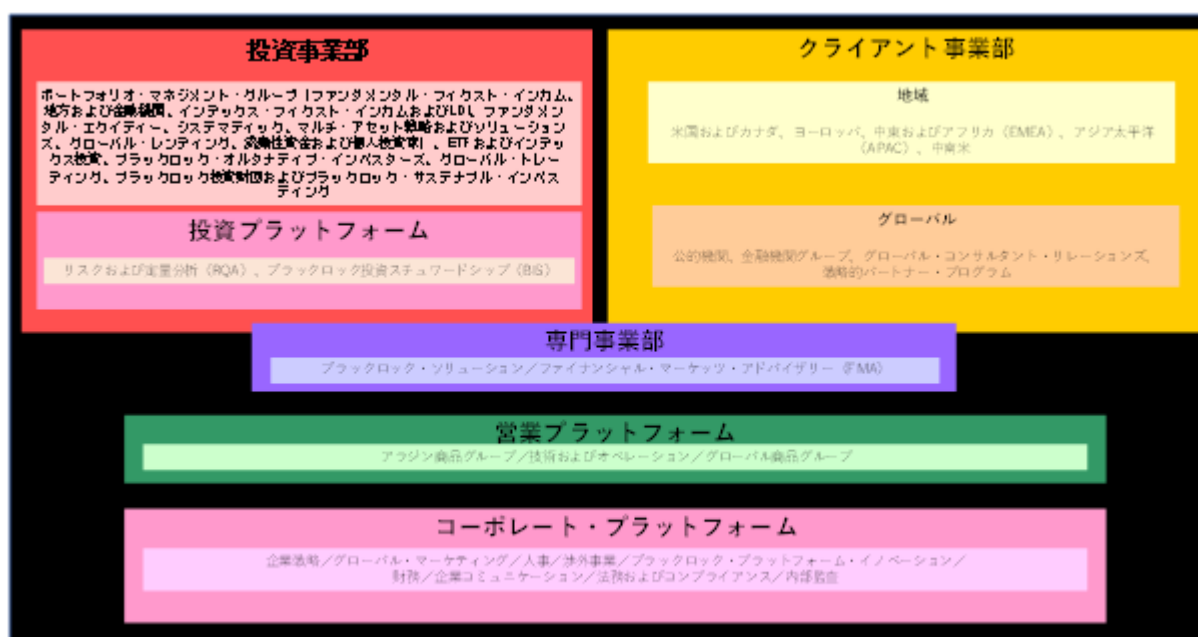 投資事業部
ポートフォリオ・マネジメント・グループ［ファンダメンタル・フィクスト・インカム、
地方および金融機関、インデックス・フィクスト・インカムおよびLDI、ファンダメン
タル・エクイティー、システマティック、マルチ・アセット戦略およびソリューション
ズ、グローバル・レンディング、流動性資金および個人投資家］、ETFおよびインデッ
クス投資、ブラックロック・オルタナティブ・インベスターズ、グローバル・トレー
ディング、ブラックロック投資財団およびブラックロック・サステナブル・インベス
ティング
投資プラットフォーム
リスクおよび定量分析（RQA）、ブラックロック投資スチュワードシップ（BIS）
クライアント事業部
地域
米国およびカナダ、ヨーロッパ、中東およびアフリカ（EMEA）、アジア太平洋
（APAC）、中南米
グローバル
公的機関、金融機関グループ、グローバル・コンサルタント・リレーションズ、
戦略的パートナー・プログラム
専門事業部
ブラックロック・ソリューション／ファイナンシャル・マーケッツ・アドバイザリー（FMA）
営業プラットフォーム
アラジン商品グループ／技術およびオペレーション／グローバル商品グループ
コーポレート・プラットフォーム
企業戦略／グローバル・マーケティング／人事／渉外事業／ブラックロック・プラットフォーム・イノベーション／
財務／企業コミュニケーション／法務およびコンプライアンス／内部監査